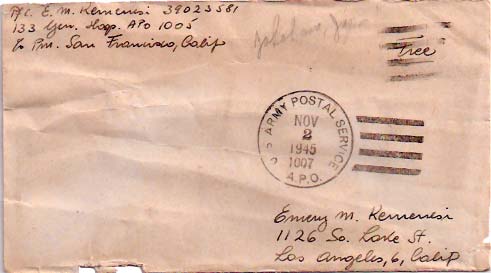 Pfc. E. M. Kemenesi 39023581
133 Gen. Hosp. APO 1005
℅ Pm. San Francisco, Calif
Free
U.S. ARMY POSTAL SERVICE
NOV
2
1945
1007
A.P.O.
Emery M. Kemenesi
1126 So. Lake St.
Los Angeles, 6, Calif